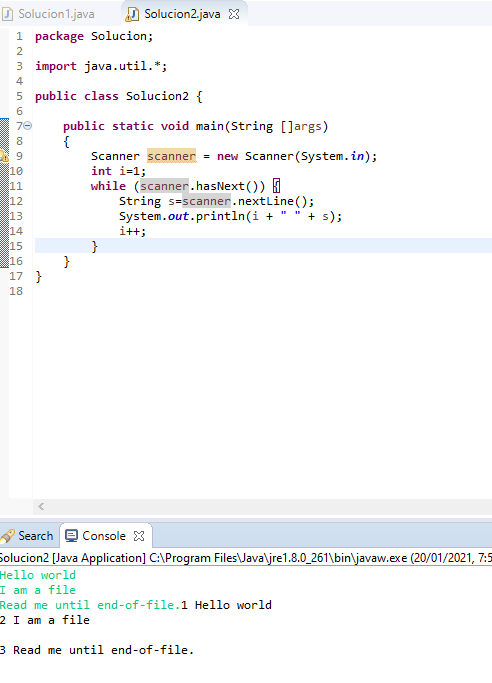 Solucion1.java Solucion2.java
1 package Solucion;
2
3 import java.util.*;
4
5 public class Solucion2 {
6
7 public static void main(String []args)
8 {
9 Scanner scanner = new Scanner(System.in);
10 int i=1;
11 while (scanner.hasNext()) {
12 String s=scanner.nextLine();
13 System.out.println(i + " " + s);
14 i++;
15 }
16 }
17 }
18
Search Console
Solucion2 [Java Application] C:\Program Files\Java\jre1.8.0_261\bin\javaw.exe (20/01/2021, 7:5
Hello world
I am a file
Read me until end-of-file.1 Hello world
2 I am a file
3 Read me until end-of-file.